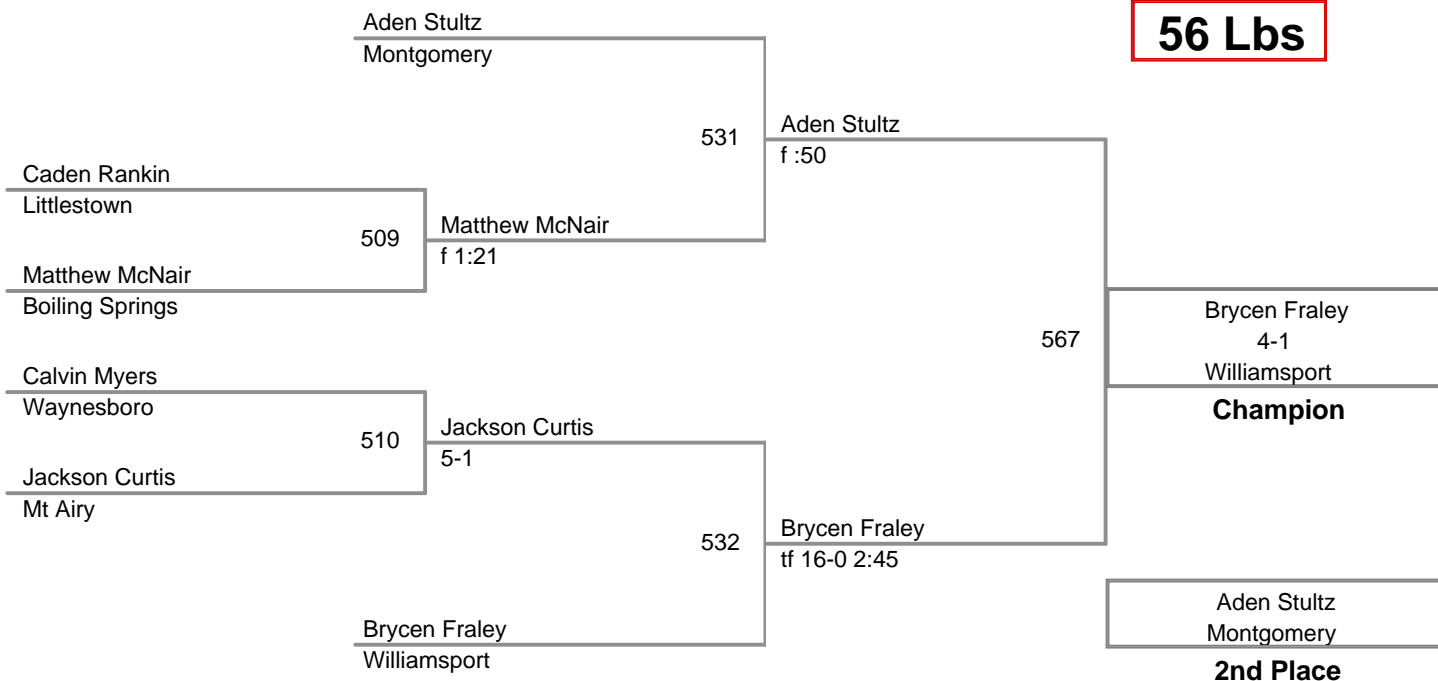 56 Lbs
Aden Stultz
Montgomery
531
Aden Stultz
f :50
Caden Rankin
Littlestown
509
Matthew McNair
f 1:21
Matthew McNair
Boiling Springs
567
Brycen Fraley
4-1
Williamsport
Champion
Calvin Myers
Waynesboro
510
Jackson Curtis
5-1
Jackson Curtis
Mt Airy
532
Brycen Fraley
tf 16-0 2:45
Brycen Fraley
Williamsport
Aden Stultz
Montgomery
2nd Place